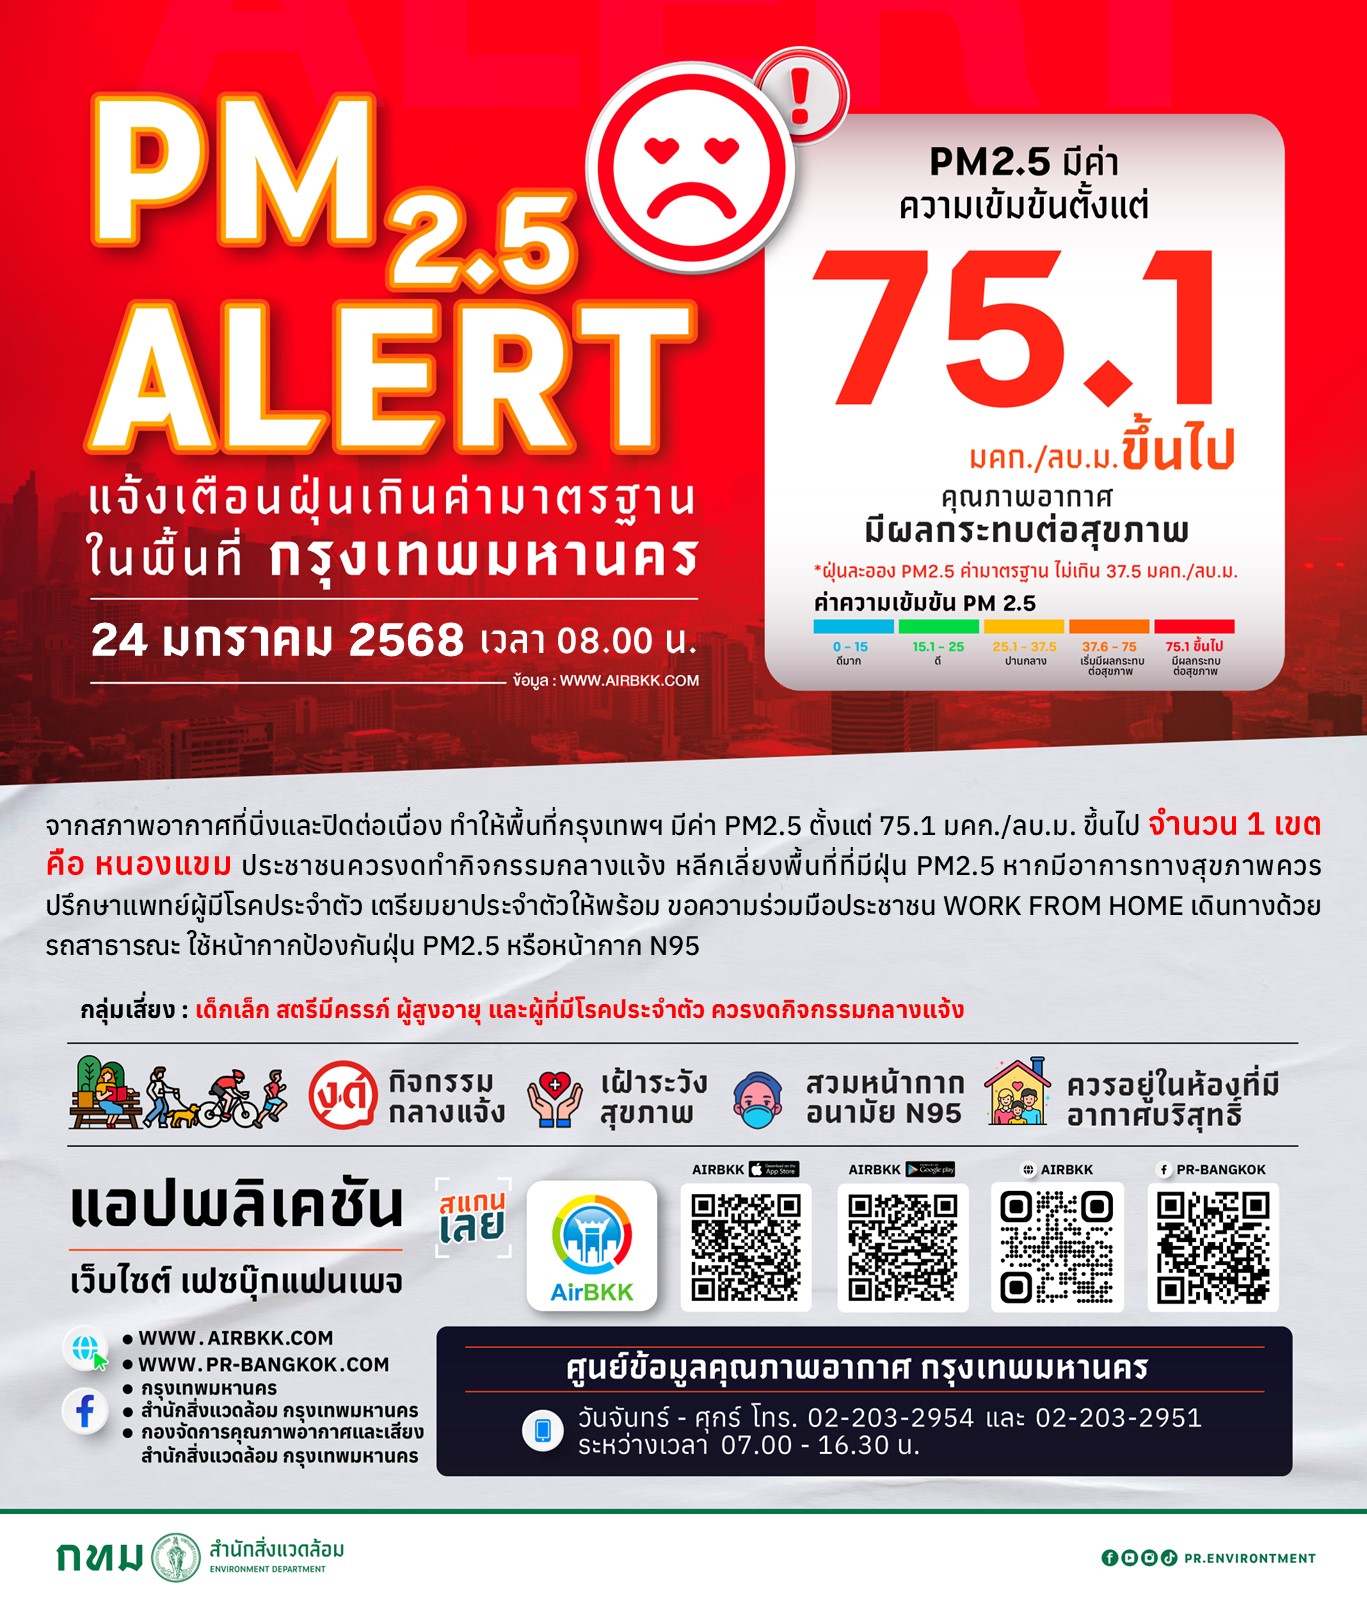 ALERT
PM2.5
ALERT
แจ้งเตือนฝุ่นเกินค่ามาตรฐาน
ในพื้นที่ กรุงเทพมหานคร
24 มกราคม 2568 เวลา 08.00 น.
ข้อมูล : WWW.AIRBKK.COM
!
PM2.5 มีค่า
ความเข้มข้นตั้งแต่
75.1
มคก./ลบ.ม. ขึ้นไป
คุณภาพอากาศ
มีผลกระทบต่อสุขภาพ
*ฝุ่นละออง PM2.5 ค่ามาตรฐาน ไม่เกิน 37.5 มคก./ลบ.ม.
ค่าความเข้มข้น PM 2.5
0 - 15 15.1 - 25 25.1 - 37.5 37.6 - 75 75.1 ขึ้นไป
ดีมาก ดี ปานกลาง เริ่มมีผลกระทบ มีผลกระทบ
ต่อสุขภาพ ต่อสุขภาพ
จากสภาพอากาศที่นิ่งและปิดต่อเนื่อง ทำให้พื้นที่กรุงเทพฯ มีค่า PM2.5 ตั้งแต่ 75.1 มคก./ลบ.ม. ขึ้นไป จำนวน 1 เขต
คือ หนองแขม ประชาชนควรงดทำกิจกรรมกลางแจ้ง หลีกเลี่ยงพื้นที่ที่มีฝุ่น PM2.5 หากมีอาการทางสุขภาพควร
ปรึกษาแพทย์ผู้มีโรคประจำตัว เตรียมยาประจำตัวให้พร้อม ขอความร่วมมือประชาชน WORK FROM HOME เดินทางด้วย
รถสาธารณะ ใช้หน้ากากป้องกันฝุ่น PM2.5 หรือหน้ากาก N95
กลุ่มเสี่ยง : เด็กเล็ก สตรีมีครรภ์ ผู้สูงอายุ และผู้ที่มีโรคประจำตัว ควรงดกิจกรรมกลางแจ้ง
งด กิจกรรม
กลางแจ้ง
เฝ้าระวัง
สุขภาพ
สวมหน้ากาก
อนามัย N95
ควรอยู่ในห้องที่มี
อากาศบริสุทธิ์
แอปพลิเคชัน
เว็บไซต์ เฟซบุ๊กแฟนเพจ
สแกน
เลย
AirBKK
AIRBKK Download on the App Store
AIRBKK Google play
AIRBKK
PR-BANGKOK
• WWW.AIRBKK.COM
• WWW.PR-BANGKOK.COM
• กรุงเทพมหานคร
• สำนักสิ่งแวดล้อม กรุงเทพมหานคร
• กองจัดการคุณภาพอากาศและเสียง
สำนักสิ่งแวดล้อม กรุงเทพมหานคร
ศูนย์ข้อมูลคุณภาพอากาศ กรุงเทพมหานคร
วันจันทร์ - ศุกร์ โทร. 02-203-2954 และ 02-203-2951
ระหว่างเวลา 07.00 - 16.30 น.
กทม
สำนักสิ่งแวดล้อม
ENVIRONMENT DEPARTMENT
PR.ENVIRONTMENT